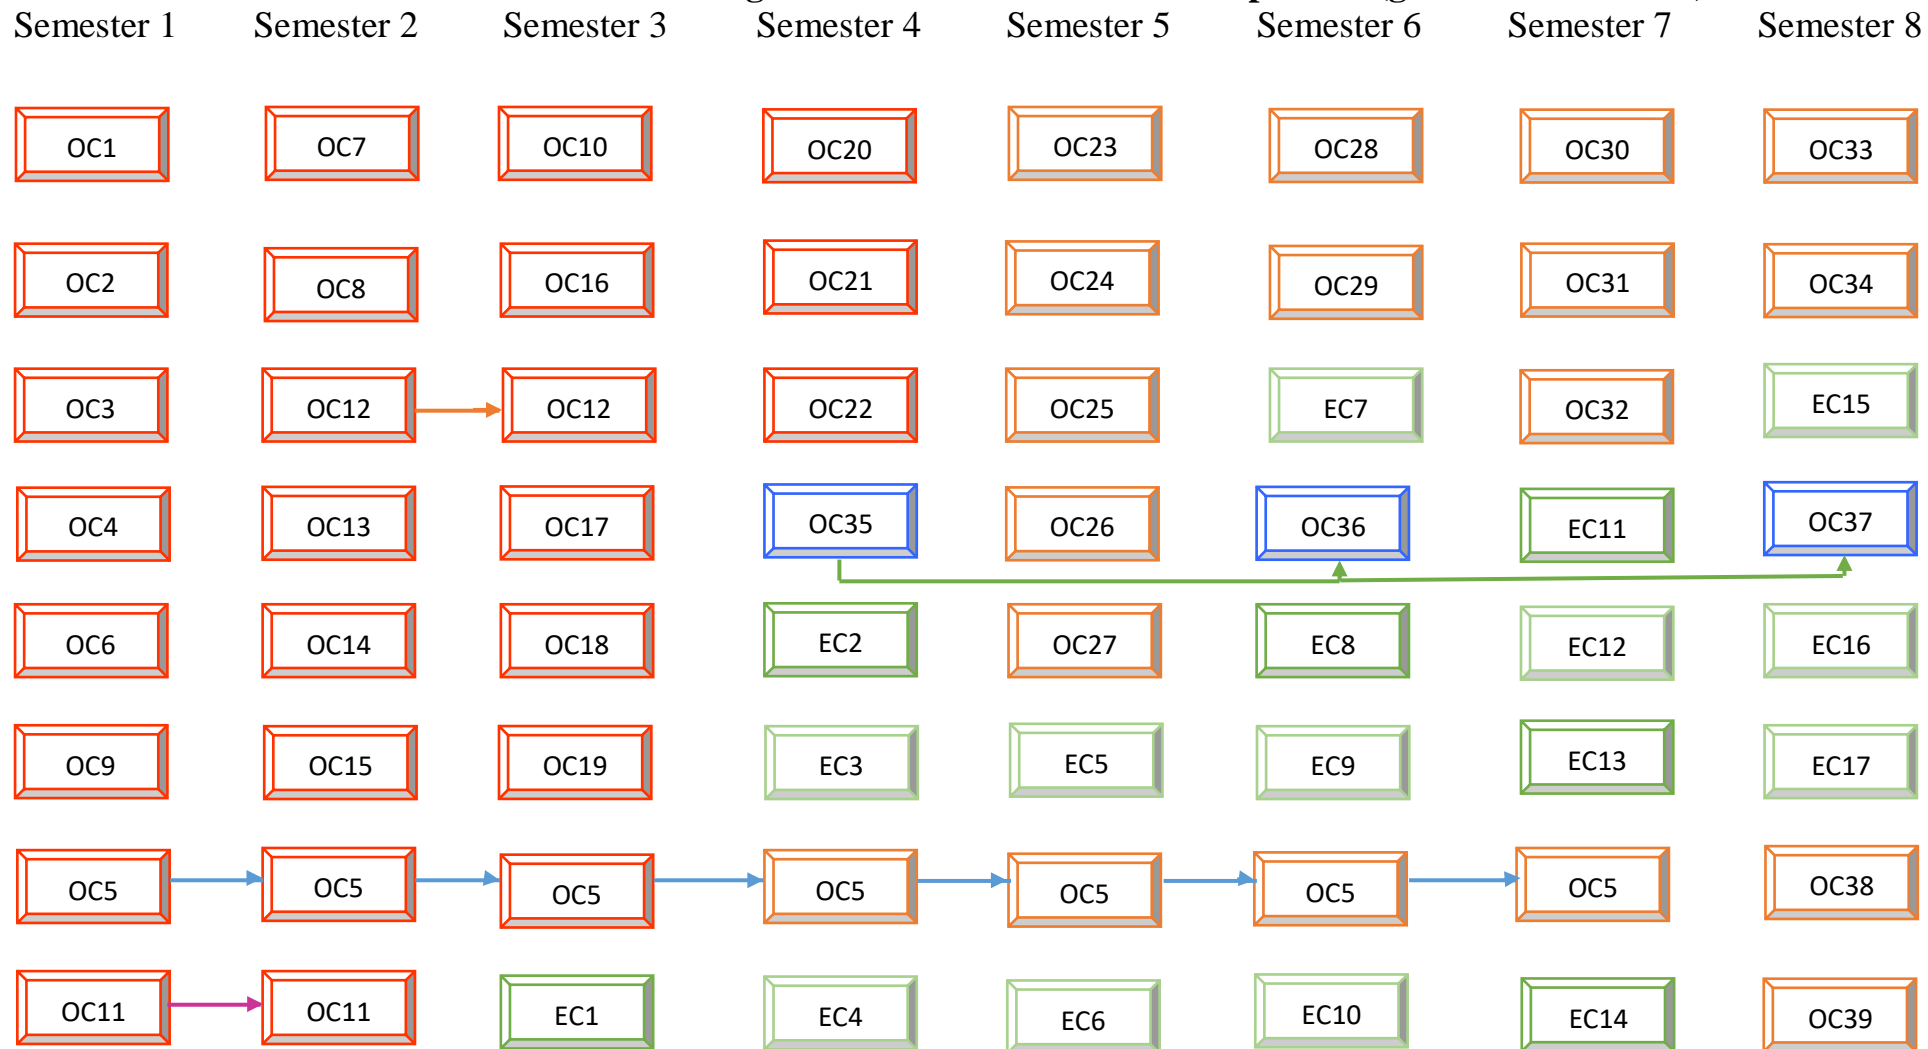 Semester 1 Semester 2 Semester 3 Semester 4 Semester 5 Semester 6 Semester 7 Semester 8
OC1 OC7 OC10 OC20 OC23 OC28 OC30 OC33
OC2 OC8 OC16 OC21 OC24 OC29 OC31 OC34
OC3 OC12 OC12 OC22 OC25 EC7 OC32 EC15
OC4 OC13 OC17 OC35 OC26 OC36 EC11 OC37
OC6 OC14 OC18 EC2 OC27 EC8 EC12 EC16
OC9 OC15 OC19 EC3 EC5 EC9 EC13 EC17
OC5 OC5 OC5 OC5 OC5 OC5 OC5 OC38
OC11 OC11 EC1 EC4 EC6 EC10 EC14 OC39